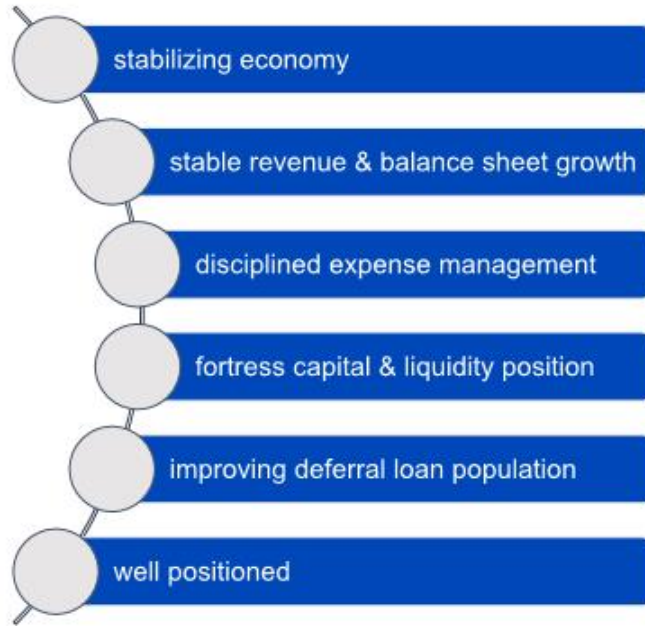 stabilizing economy
stable revenue & balance sheet growth
disciplined expense management
fortress capital & liquidity position
improving deferral loan population
well positioned